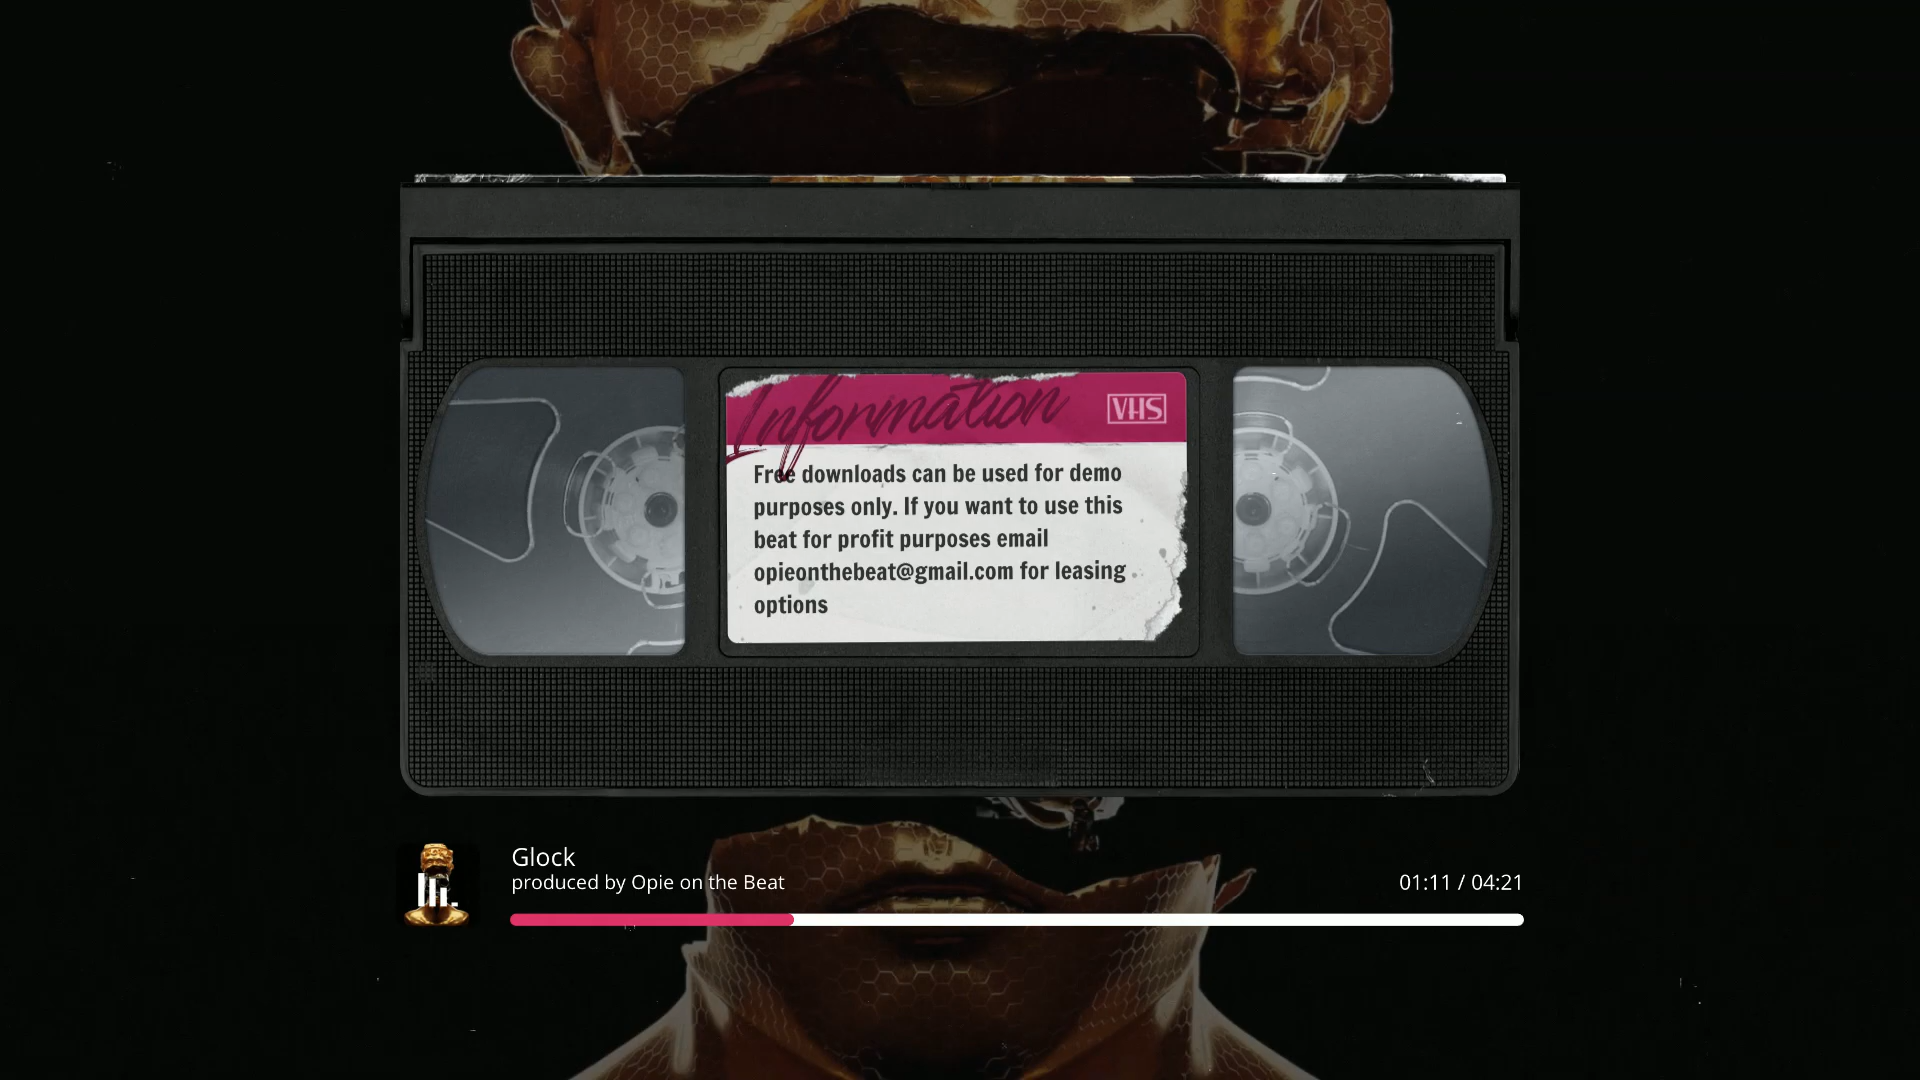 Information
VHS
Free downloads can be used for demo
purposes only. If you want to use this
beat for profit purposes email
opieonthebeat@gmail.com for leasing
options
Glock
produced by Opie on the Beat
01:11 / 04:21